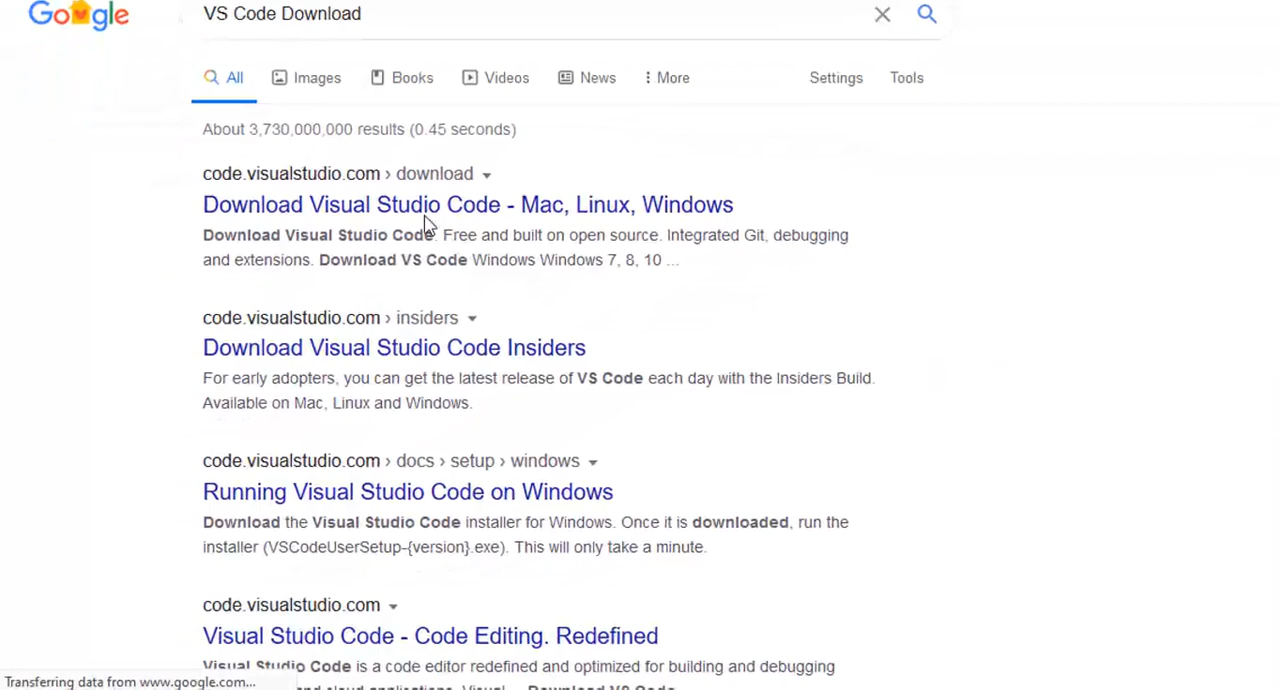 Google
VS Code Download
All Images Books Videos News More Settings Tools
About 3,730,000,000 results (0.45 seconds)
code.visualstudio.com › download
Download Visual Studio Code - Mac, Linux, Windows
Download Visual Studio Code. Free and built on open source. Integrated Git, debugging
and extensions. Download VS Code Windows Windows 7, 8, 10 ...
code.visualstudio.com › insiders
Download Visual Studio Code Insiders
For early adopters, you can get the latest release of VS Code each day with the Insiders Build.
Available on Mac, Linux and Windows.
code.visualstudio.com › docs › setup › windows
Running Visual Studio Code on Windows
Download the Visual Studio Code installer for Windows. Once it is downloaded, run the
installer (VSCodeUserSetup-{version}.exe). This will only take a minute.
code.visualstudio.com
Visual Studio Code - Code Editing. Redefined
Visual Studio Code is a code editor redefined and optimized for building and debugging
and cloud applications. Visual ... Download VS Code
Transferring data from www.google.com...